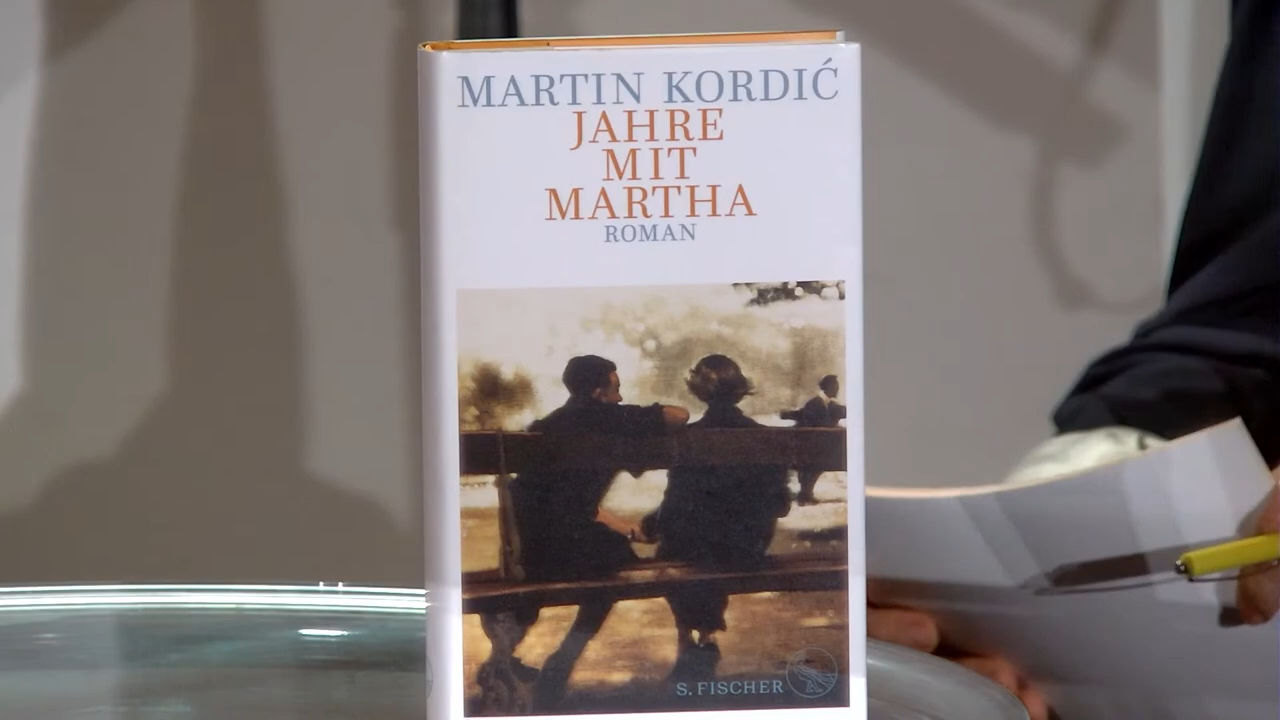 MARTIN KORDIĆ
JAHRE
MIT
MARTHA
ROMAN
S. FISCHER